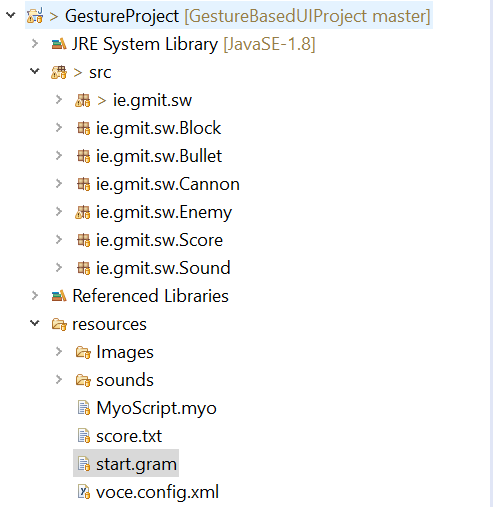 > GestureProject [GestureBasedUIProject master]
JRE System Library [JavaSE-1.8]
> src
> ie.gmit.sw
ie.gmit.sw.Block
ie.gmit.sw.Bullet
ie.gmit.sw.Cannon
ie.gmit.sw.Enemy
ie.gmit.sw.Score
ie.gmit.sw.Sound
Referenced Libraries
resources
Images
sounds
MyoScript.myo
score.txt
start.gram
voce.config.xml